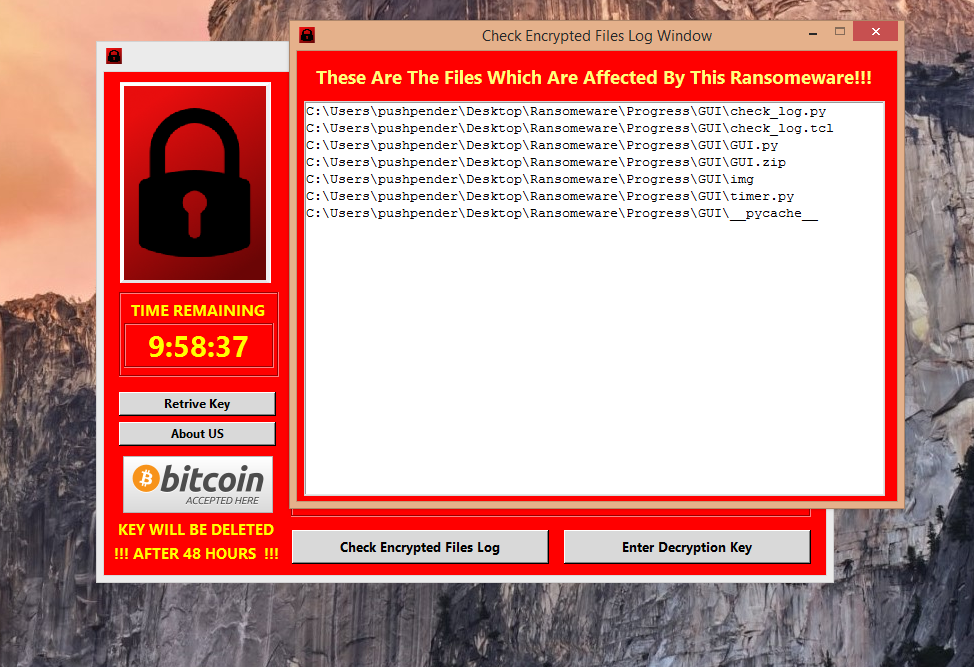 Check Encrypted Files Log Window
These Are The Files Which Are Affected By This Ransomeware!!!
C:\Users\pushpender\Desktop\Ransomeware\Progress\GUI\check_log.py
C:\Users\pushpender\Desktop\Ransomeware\Progress\GUI\check_log.tcl
C:\Users\pushpender\Desktop\Ransomeware\Progress\GUI\GUI.py
C:\Users\pushpender\Desktop\Ransomeware\Progress\GUI\GUI.zip
C:\Users\pushpender\Desktop\Ransomeware\Progress\GUI\img
C:\Users\pushpender\Desktop\Ransomeware\Progress\GUI\timer.py
C:\Users\pushpender\Desktop\Ransomeware\Progress\GUI\__pycache__
TIME REMAINING
9:58:37
Retrive Key
About US
bitcoin
ACCEPTED HERE
KEY WILL BE DELETED
!!! AFTER 48 HOURS !!!
Check Encrypted Files Log
Enter Decryption Key